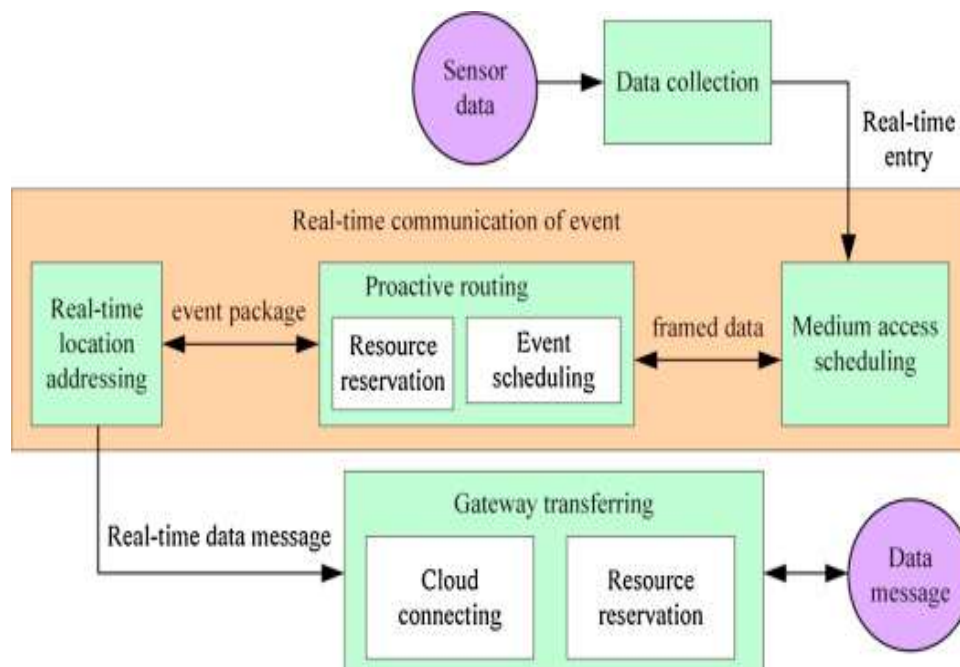 Sensor
data
Data collection
Real-time
entry
Real-time communication of event
Real-time
location
addressing
event package
Proactive routing
Resource
reservation
Event
scheduling
framed data
Medium access
scheduling
Real-time data message
Gateway transferring
Cloud
connecting
Resource
reservation
Data
message